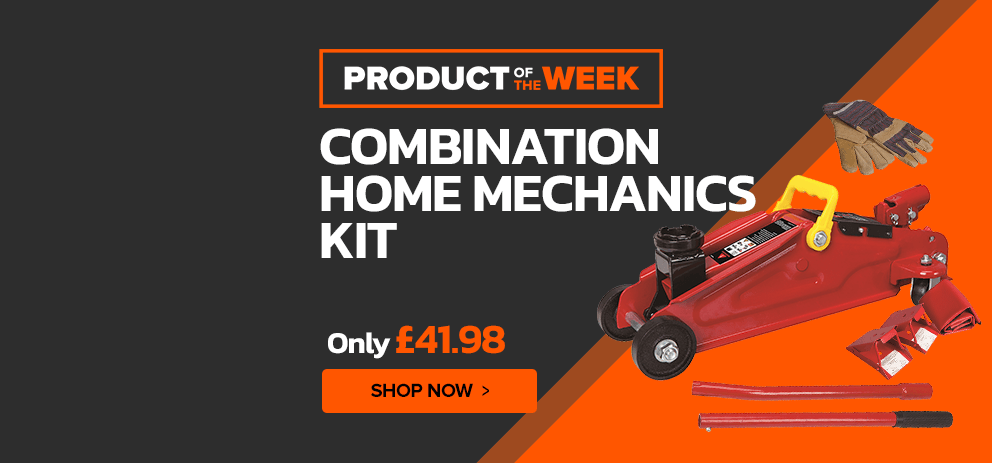 PRODUCT OF THE WEEK
COMBINATION
HOME MECHANICS
KIT
Only £41.98
SHOP NOW >